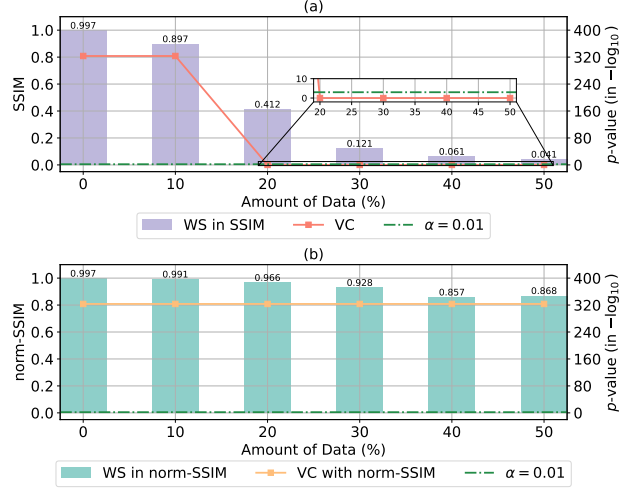 (a)
0.997
0.897
0.412
0.121
0.061
0.041
1.0
0.8
0.6
0.4
0.2
0.0
SSIM
400
320
240
160
80
0
p-value (in −log₁₀)
10
0
20 25 30 35 40 45 50
0 10 20 30 40 50
Amount of Data (%)
WS in SSIM VC α = 0.01
(b)
0.997
0.991
0.966
0.928
0.857
0.868
1.0
0.8
0.6
0.4
0.2
0.0
norm-SSIM
400
320
240
160
80
0
p-value (in −log₁₀)
0 10 20 30 40 50
Amount of Data (%)
WS in norm-SSIM VC with norm-SSIM α = 0.01